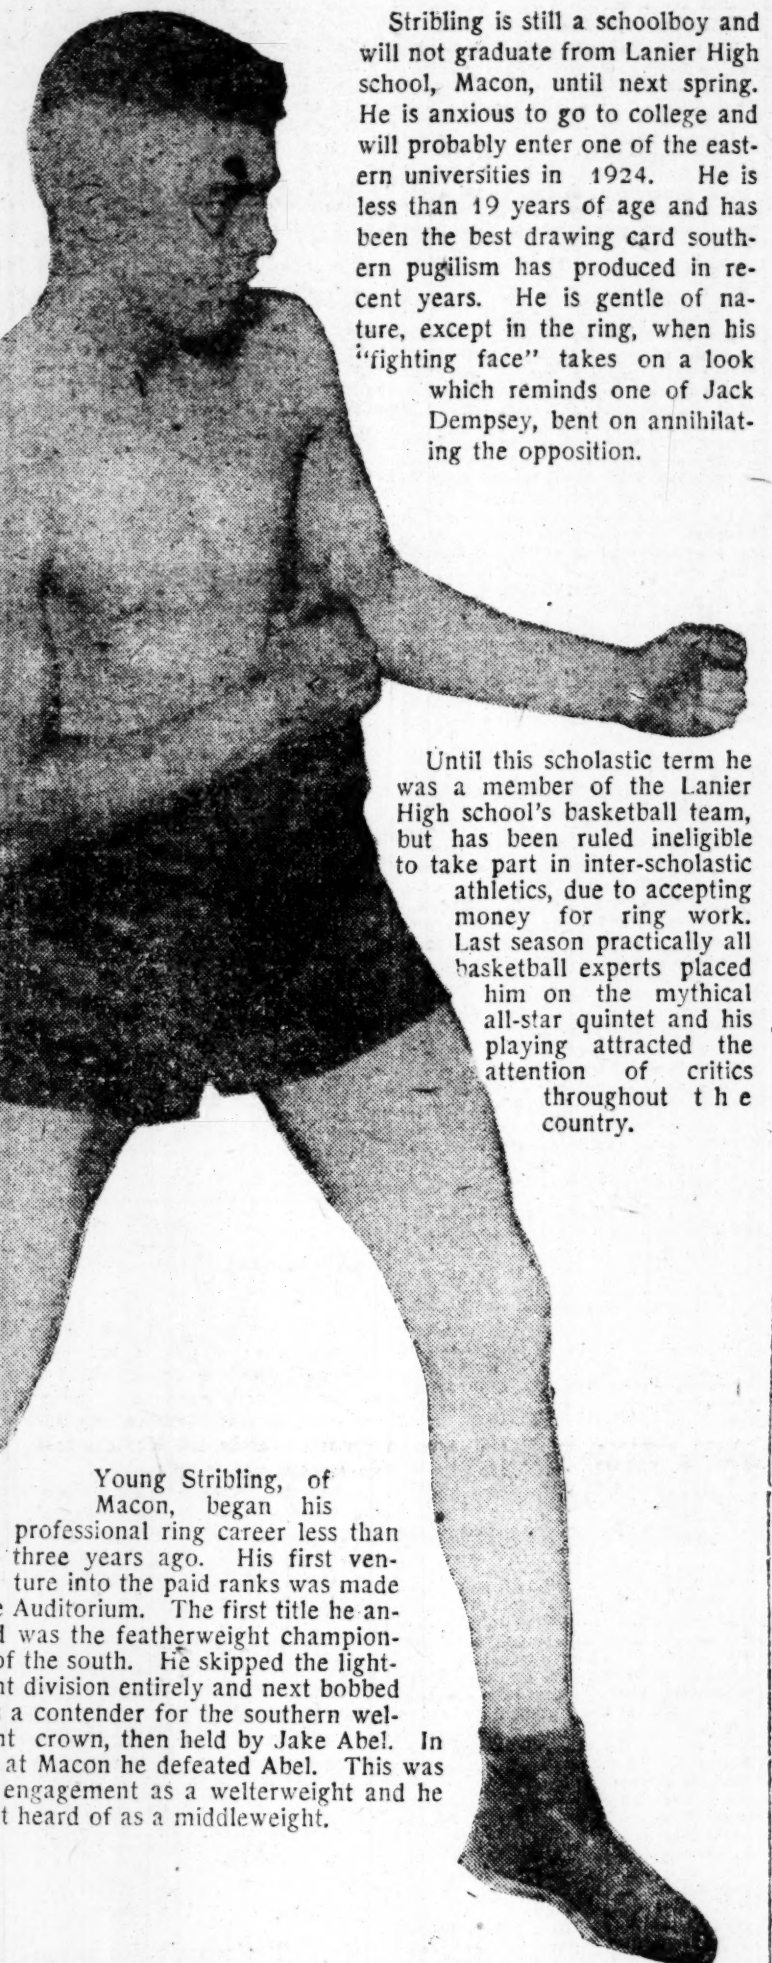 Stribling is still a schoolboy and
will not graduate from Lanier High
school, Macon, until next spring.
He is anxious to go to college and
will probably enter one of the east-
ern universities in 1924. He is
less than 19 years of age and has
been the best drawing card south-
ern pugilism has produced in re-
cent years. He is gentle of na-
ture, except in the ring, when his
"fighting face" takes on a look
which reminds one of Jack
Dempsey, bent on annihilat-
ing the opposition.
Until this scholastic term he
was a member of the Lanier
High school's basketball team,
but has been ruled ineligible
to take part in inter-scholastic
athletics, due to accepting
money for ring work.
Last season practically all
basketball experts placed
him on the mythical
all-star quintet and his
playing attracted the
attention of critics
throughout the
country.
Young Stribling, of
Macon, began his
professional ring career less than
three years ago. His first ven-
ture into the paid ranks was made
Auditorium. The first title he an-
was the featherweight champion-
of the south. He skipped the light-
division entirely and next bobbed
a contender for the southern wel-
crown, then held by Jake Abel. In
at Macon he defeated Abel. This was
engagement as a welterweight and he
heard of as a middleweight.